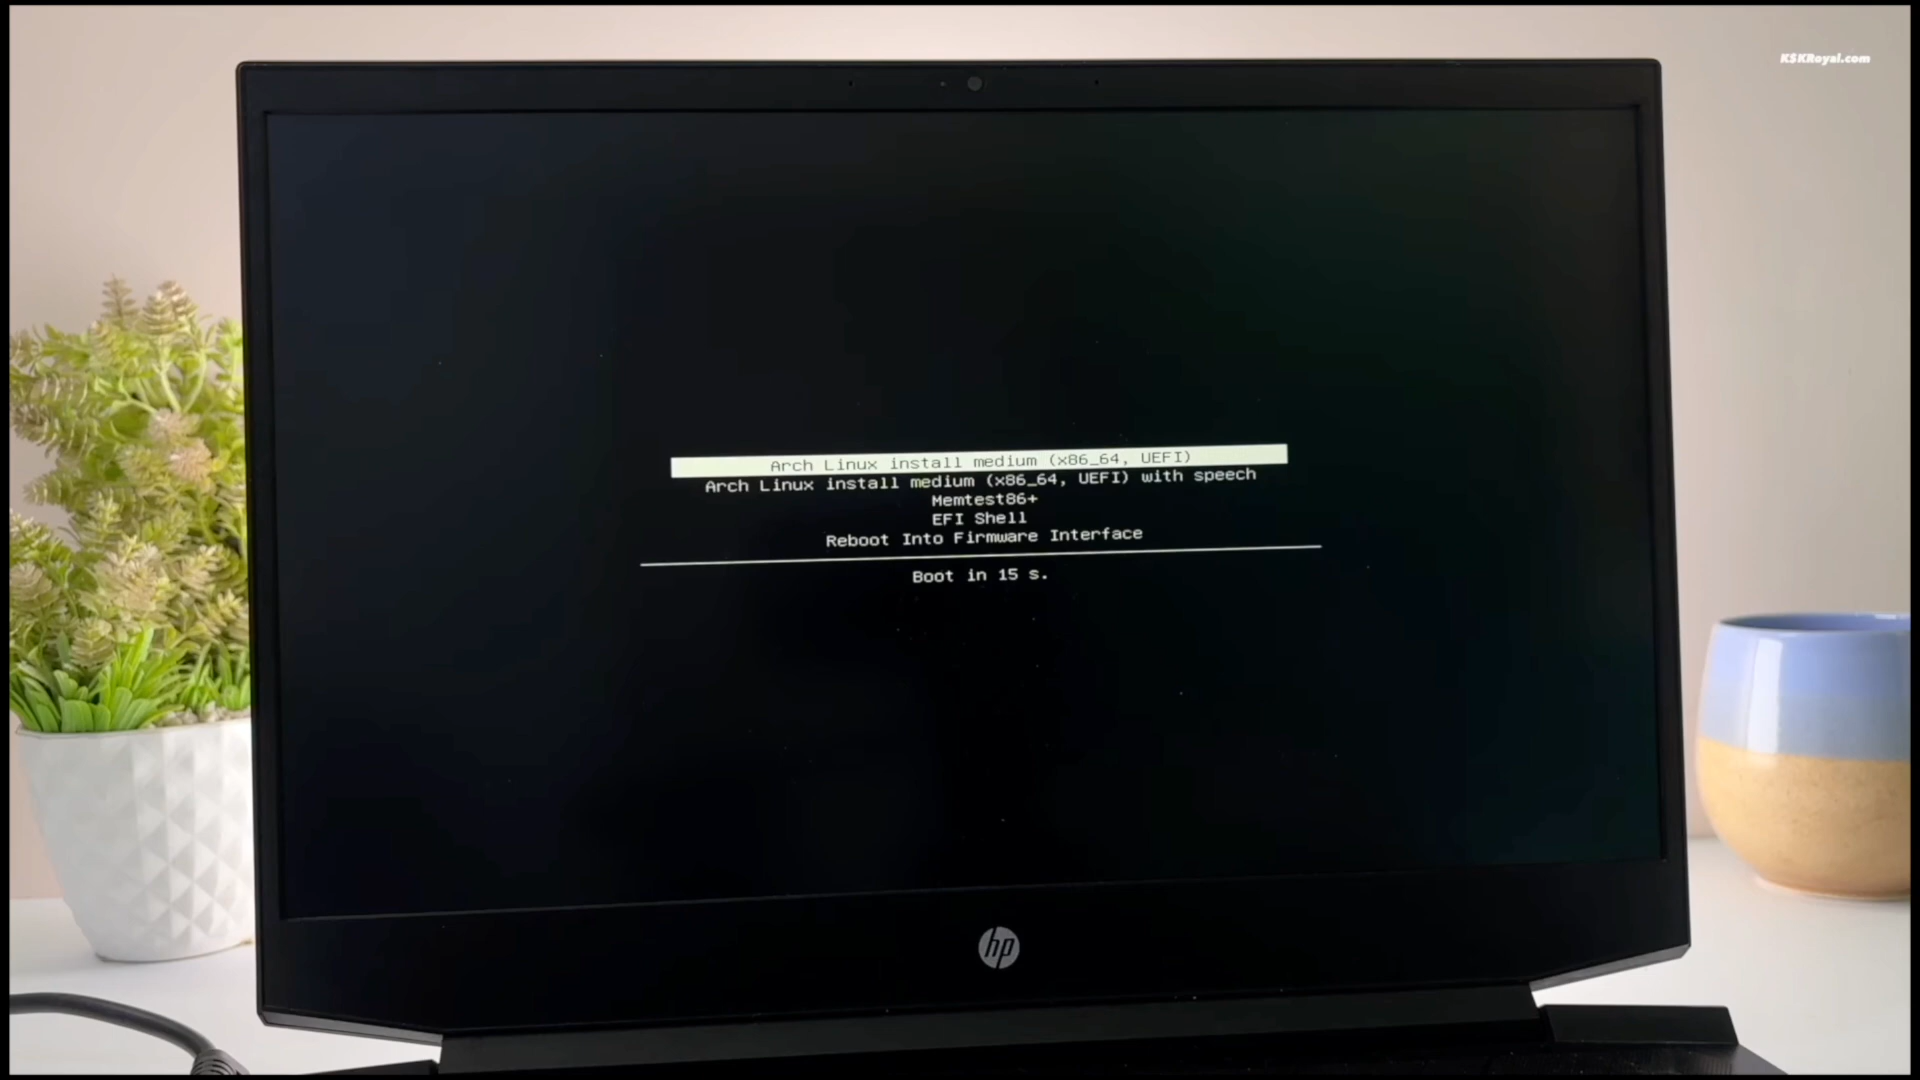 K$KRoyal.com
Arch Linux install medium (x86_64, UEFI)
Arch Linux install medium (x86_64, UEFI) with speech
Memtest86+
EFI Shell
Reboot Into Firmware Interface
Boot in 15 s.
hp